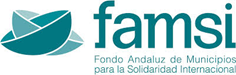 famsi
Fondo Andaluz de Municipios
para la Solidaridad Internacional